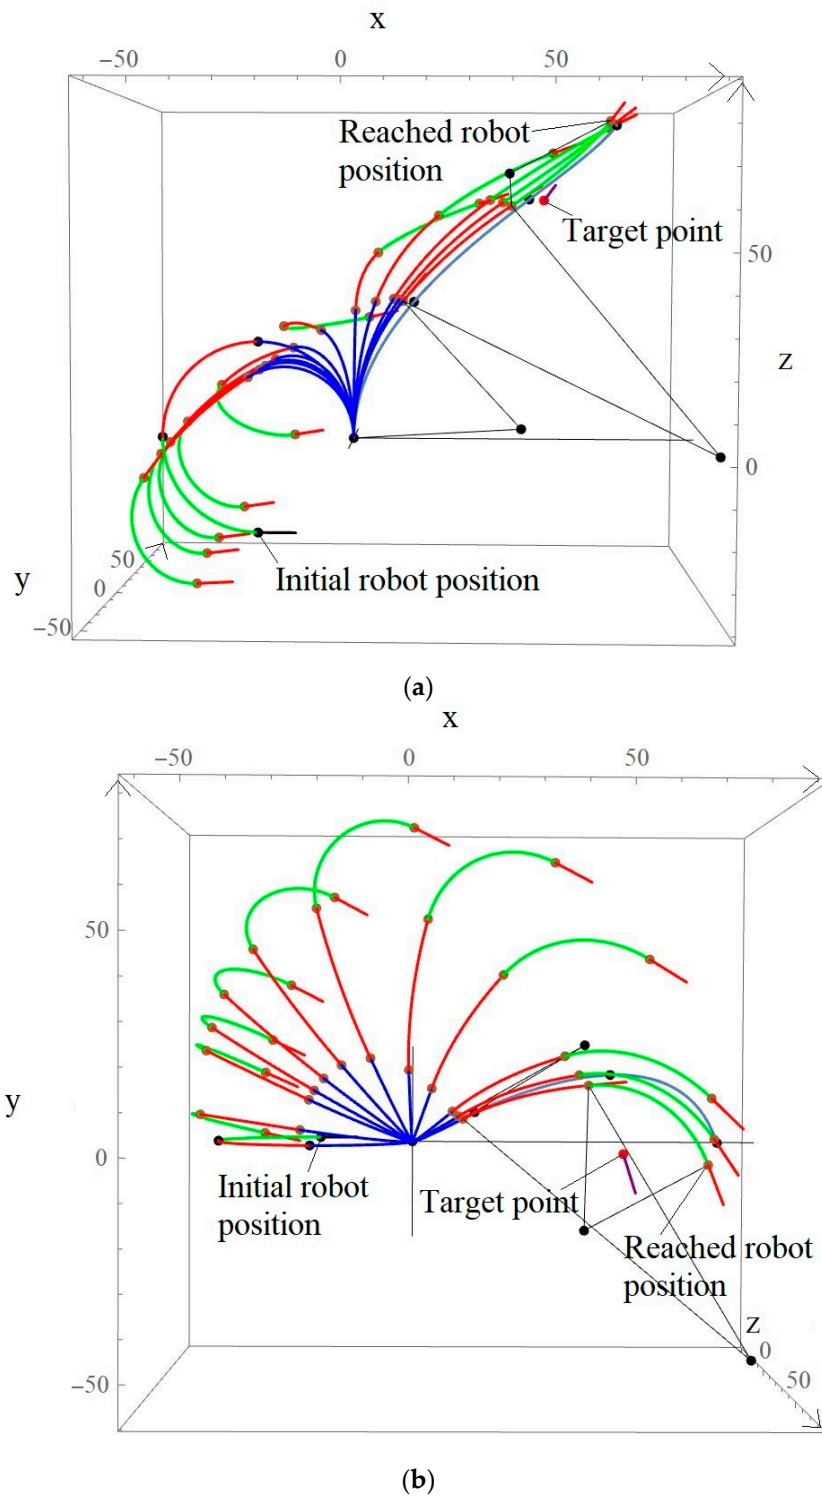 x
−50 0 50
Reached robot
position
Target point
50
z
0
50
0
−50
y
Initial robot position
(a)
x
−50 0 50
50
y
0
Initial robot
position
Target point
Reached robot
position
z
0
50
−50
(b)